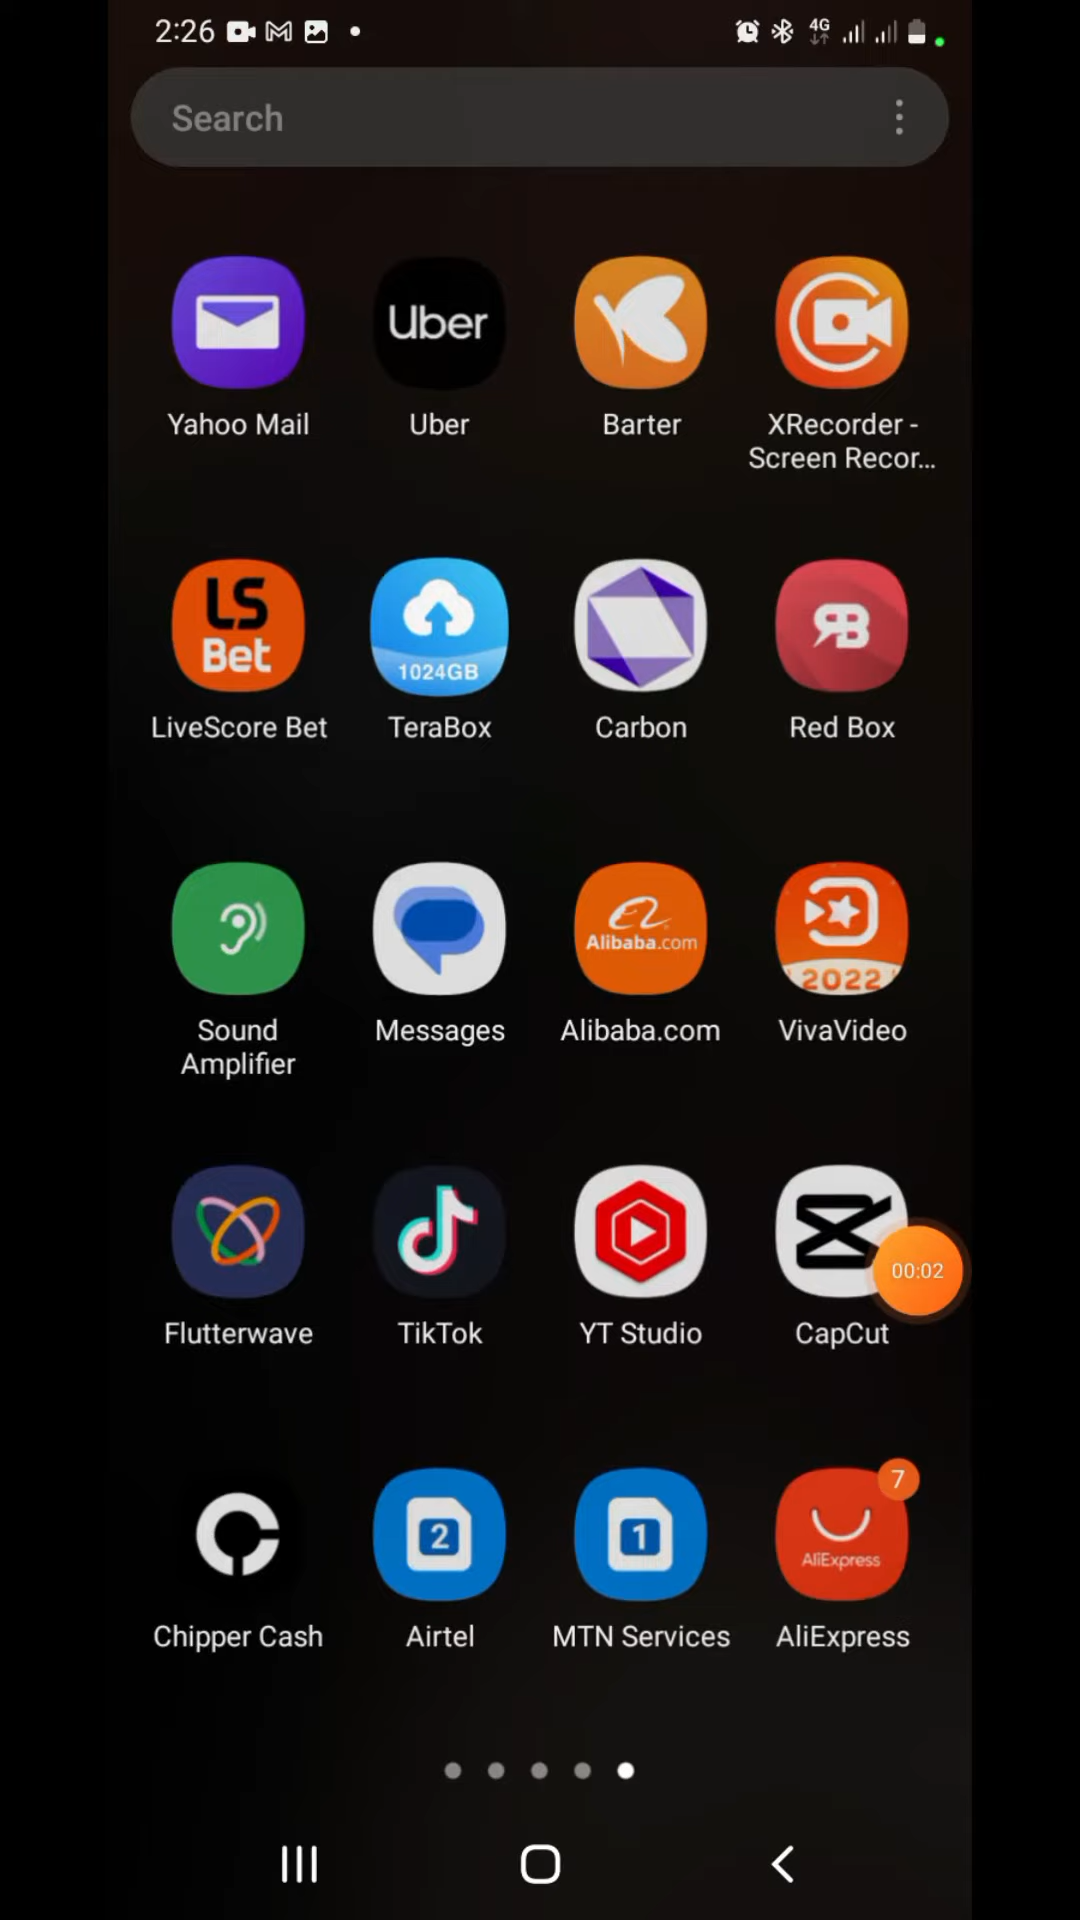 2:26
4G
Search
Uber
Yahoo Mail
Uber
Barter
XRecorder -
Screen Recor...
LS
Bet
1024GB
RB
LiveScore Bet
TeraBox
Carbon
Red Box
Alibaba.com
2022
Sound
Amplifier
Messages
Alibaba.com
VivaVideo
00:02
Flutterwave
TikTok
YT Studio
CapCut
7
2
1
AliExpress
Chipper Cash
Airtel
MTN Services
AliExpress